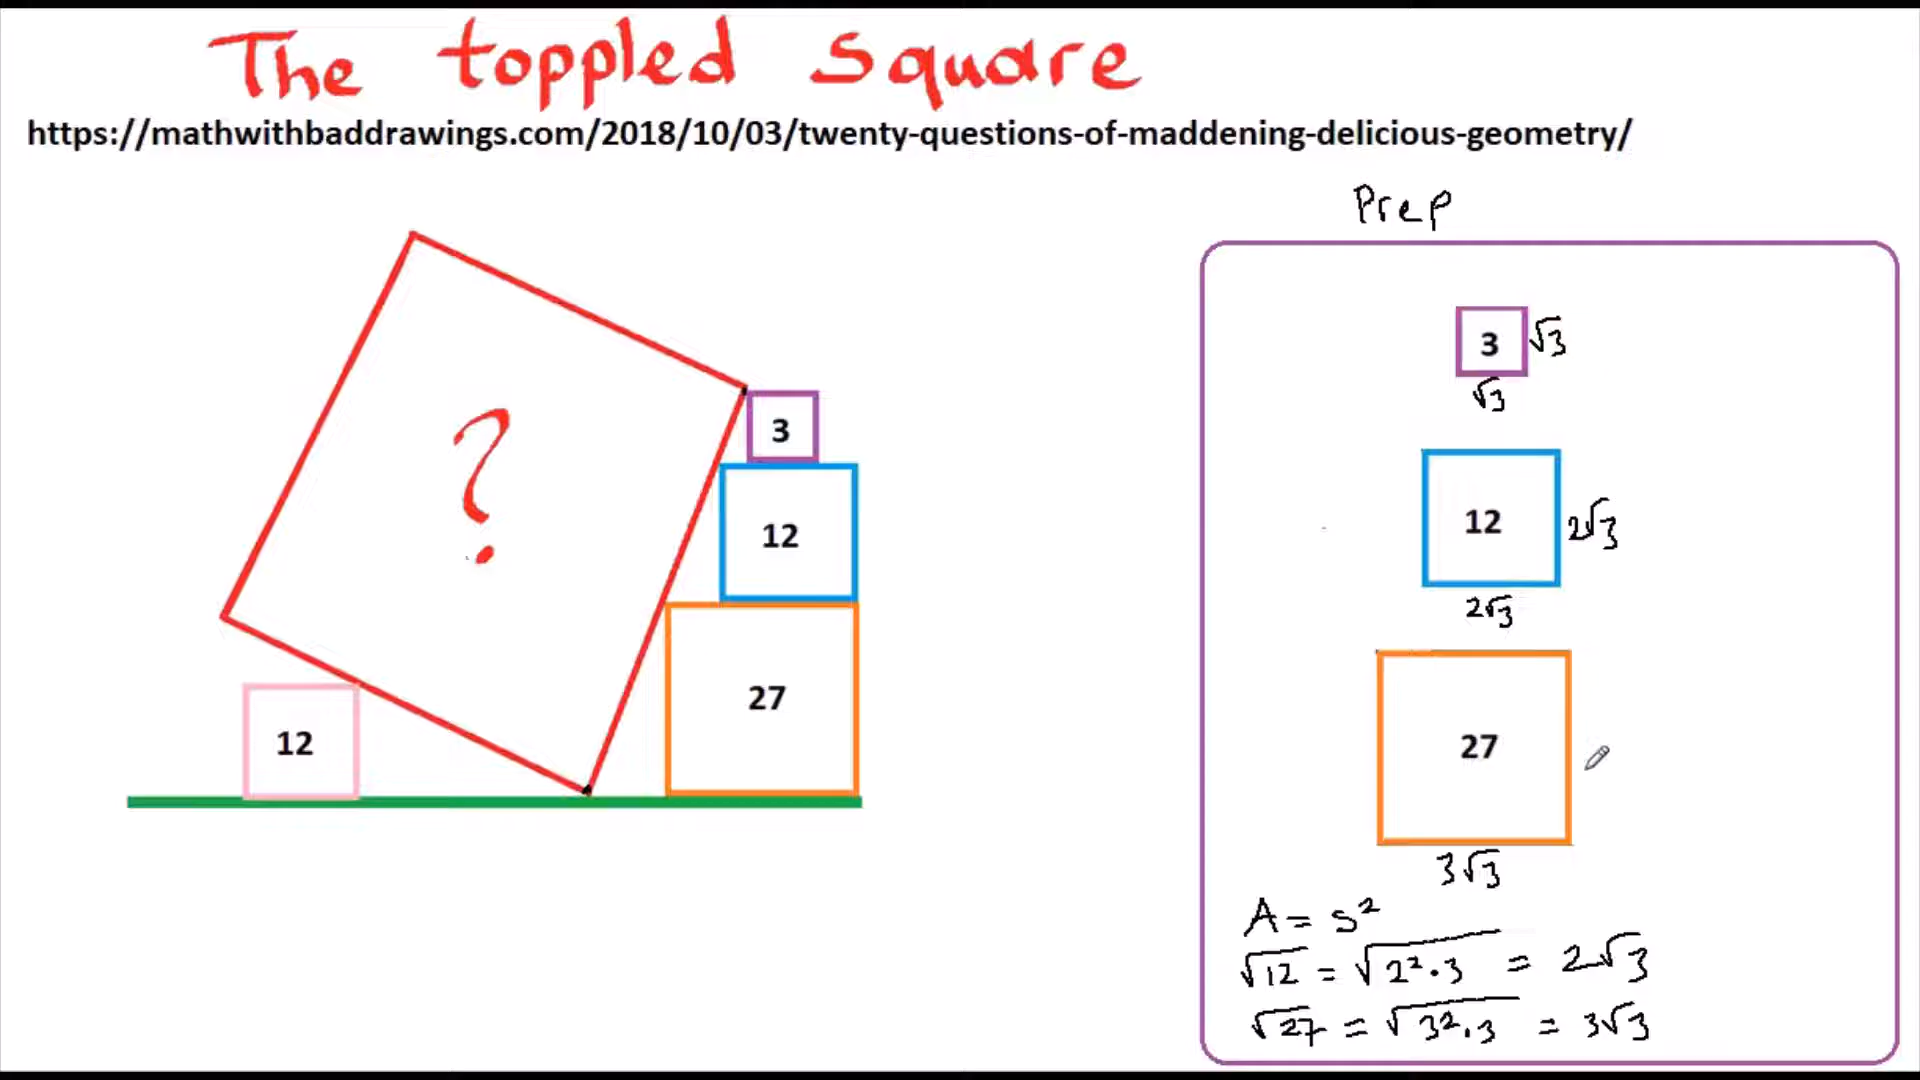 The toppled square
https://mathwithbaddrawings.com/2018/10/03/twenty-questions-of-maddening-delicious-geometry/
Prep
?
3
12
27
12
3
√3
√3
12
2√3
2√3
27
3√3
A = s²
√12 = √2²·3 = 2√3
√27 = √3²·3 = 3√3